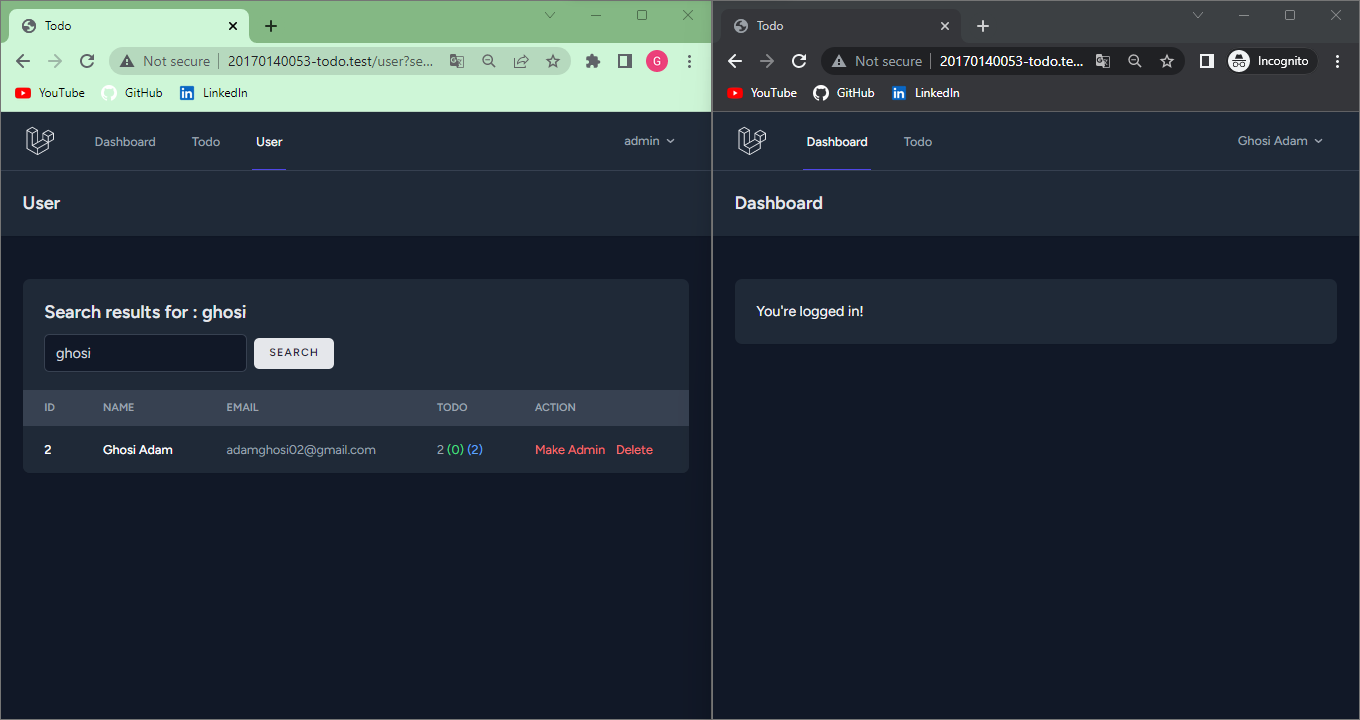 Todo
Not secure
20170140053-todo.test/user?se...
G
YouTube
GitHub
LinkedIn
Dashboard
Todo
User
admin
User
Search results for : ghosi
ghosi
SEARCH
ID NAME EMAIL TODO ACTION
2 Ghosi Adam adamghosi02@gmail.com 2 (0) (2) Make Admin Delete
Todo
Not secure
20170140053-todo.te...
Incognito
YouTube
GitHub
LinkedIn
Dashboard
Todo
Ghosi Adam
Dashboard
You're logged in!